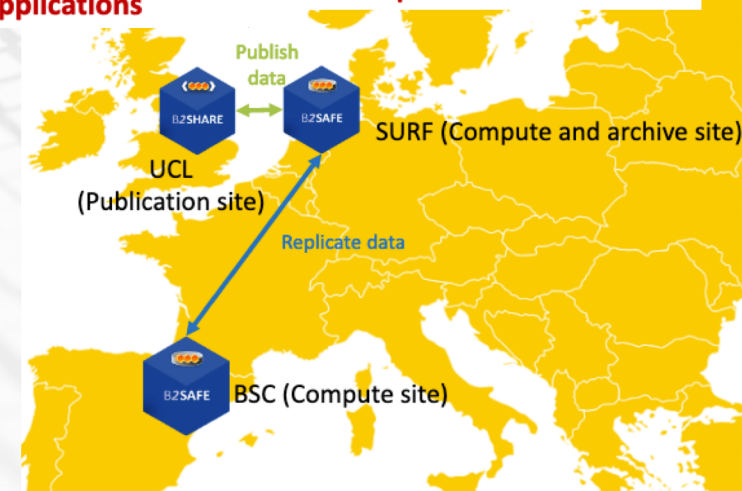 pplications
Publish
data
B2SHARE
B2SAFE
SURF (Compute and archive site)
UCL
(Publication site)
Replicate data
B2SAFE
BSC (Compute site)